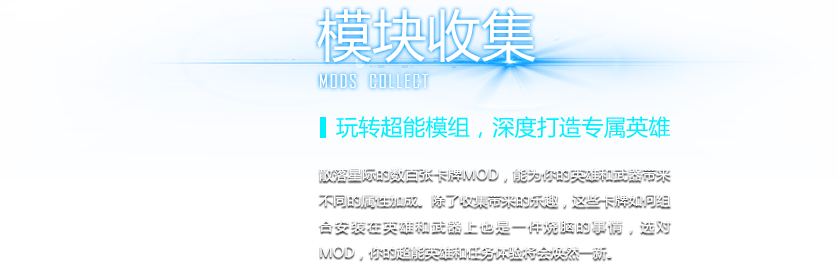 模块收集
MODS COLLECT
玩转超能模组，深度打造专属英雄
散落星际的数百张卡牌MOD，能为你的英雄和武器带来
不同的属性加成。除了收集带来的乐趣，这些卡牌如何组
合安装在英雄和武器上也是一件烧脑的事情，选对
MOD，你的超能英雄和任务体验将会焕然一新。